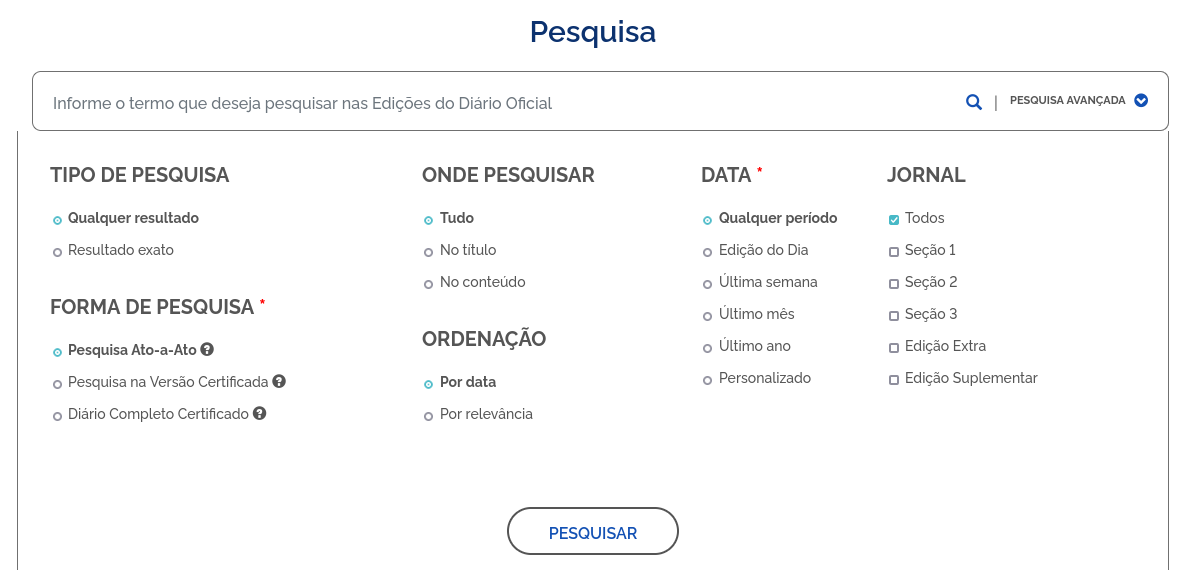 Pesquisa
Informe o termo que deseja pesquisar nas Edições do Diário Oficial
| PESQUISA AVANÇADA
TIPO DE PESQUISA
Qualquer resultado
Resultado exato
FORMA DE PESQUISA *
Pesquisa Ato-a-Ato ?
Pesquisa na Versão Certificada ?
Diário Completo Certificado ?
ONDE PESQUISAR
Tudo
No título
No conteúdo
ORDENAÇÃO
Por data
Por relevância
DATA *
Qualquer período
Edição do Dia
Última semana
Último mês
Último ano
Personalizado
JORNAL
Todos
Seção 1
Seção 2
Seção 3
Edição Extra
Edição Suplementar
PESQUISAR